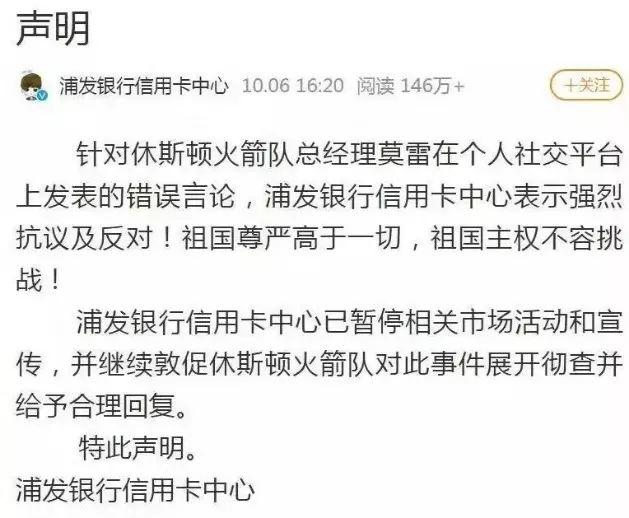 声明
浦发银行信用卡中心 10.06 16:20 阅读 146万+
+关注
针对休斯顿火箭队总经理莫雷在个人社交平台
上发表的错误言论，浦发银行信用卡中心表示强烈
抗议及反对！祖国尊严高于一切，祖国主权不容挑
战！
浦发银行信用卡中心已暂停相关市场活动和宣
传，并继续敦促休斯顿火箭队对此事件展开彻查并
给予合理回复。
特此声明。
浦发银行信用卡中心